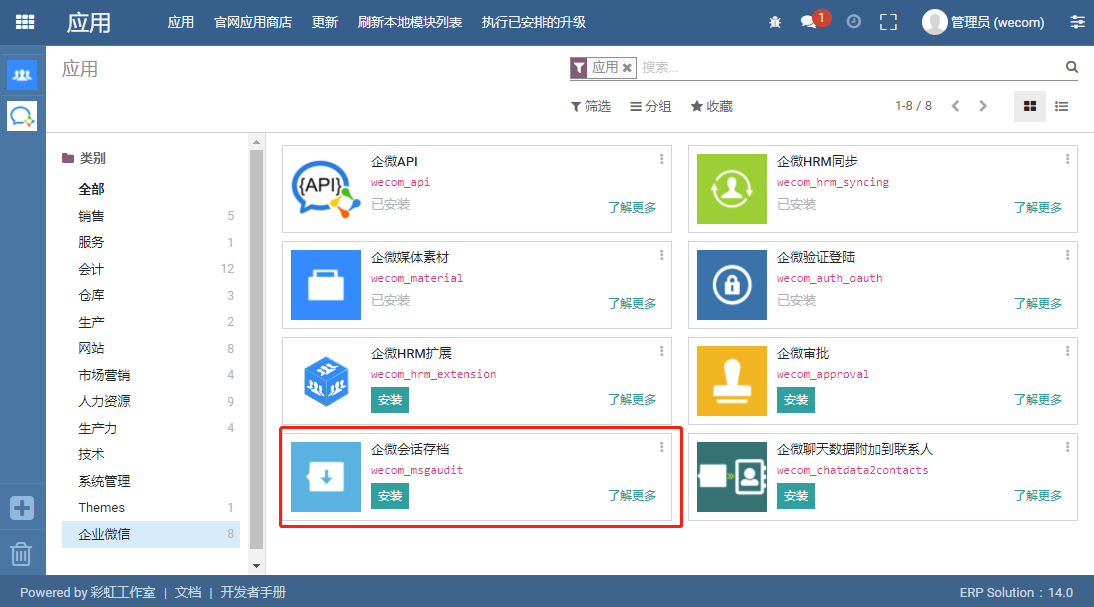 应用 应用 官网应用商店 更新 刷新本地模块列表 执行已安排的升级 1 管理员 (wecom)
应用 应用 搜索...
筛选 分组 收藏 1-8 / 8
类别
全部
销售 5
服务 1
会计 12
仓库 3
生产 2
网站 8
市场营销 4
人力资源 9
生产力 4
技术
系统管理
Themes 1
企业微信 8
{API}
企微API
wecom_api
已安装 了解更多
企微HRM同步
wecom_hrm_syncing
已安装 了解更多
企微媒体素材
wecom_material
已安装 了解更多
企微验证登陆
wecom_auth_oauth
已安装 了解更多
企微HRM扩展
wecom_hrm_extension
安装 了解更多
企微审批
wecom_approval
安装 了解更多
企微会话存档
wecom_msgaudit
安装 了解更多
企微聊天数据附加到联系人
wecom_chatdata2contacts
安装 了解更多
Powered by 彩虹工作室 | 文档 | 开发者手册 ERP Solution：14.0